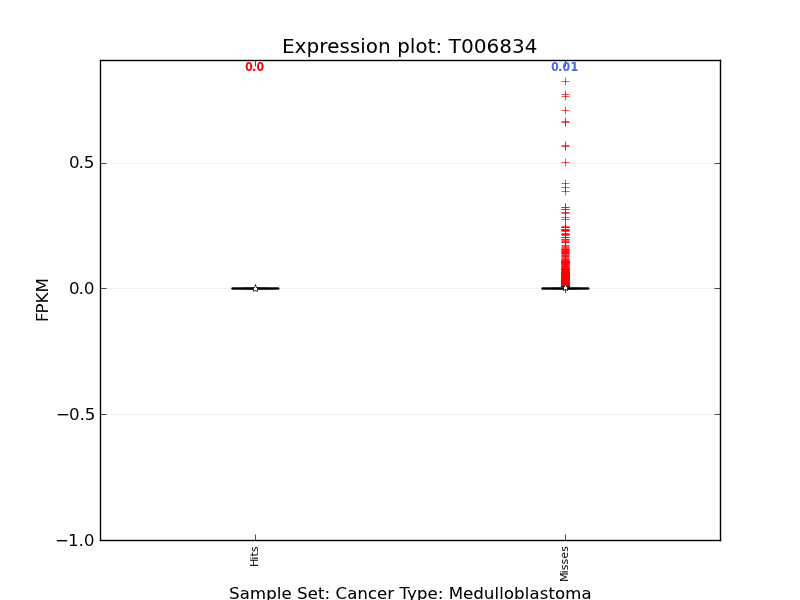 Expression plot: T006834
0.0
0.01
0.5
0.0
−0.5
−1.0
FPKM
Hits
Misses
Sample Set: Cancer Type: Medulloblastoma